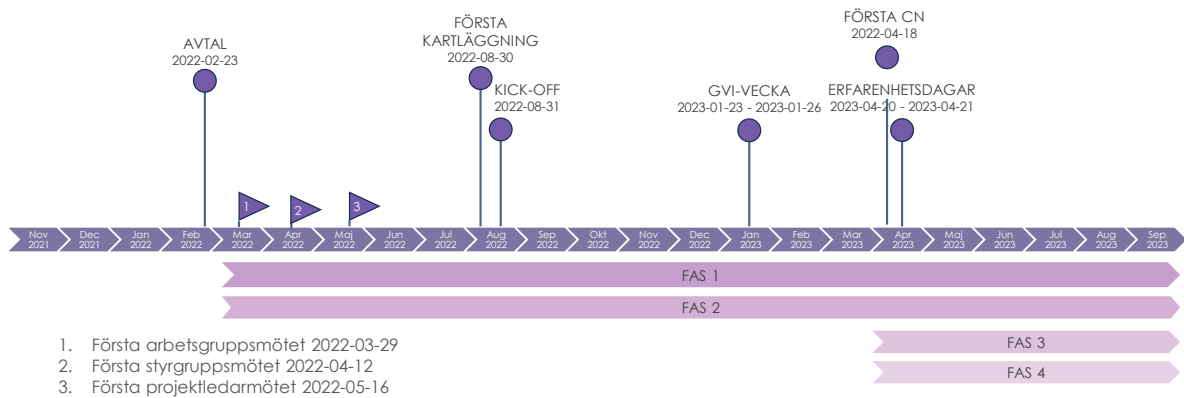 AVTAL
2022-02-23
FÖRSTA
KARTLÄGGNING
2022-08-30
KICK-OFF
2022-08-31
GVI-VECKA
2023-01-23 - 2023-01-26
FÖRSTA CN
2022-04-18
ERFARENHETSDAGAR
2023-04-20 - 2023-04-21
1
2
3
Nov
2021
Dec
2021
Jan
2022
Feb
2022
Mar
2022
Apr
2022
Maj
2022
Jun
2022
Jul
2022
Aug
2022
Sep
2022
Okt
2022
Nov
2022
Dec
2022
Jan
2023
Feb
2023
Mar
2023
Apr
2023
Maj
2023
Jun
2023
Jul
2023
Aug
2023
Sep
2023
FAS 1
FAS 2
FAS 3
FAS 4
1. Första arbetsgruppsmötet 2022-03-29
2. Första styrgruppsmötet 2022-04-12
3. Första projektledarmötet 2022-05-16